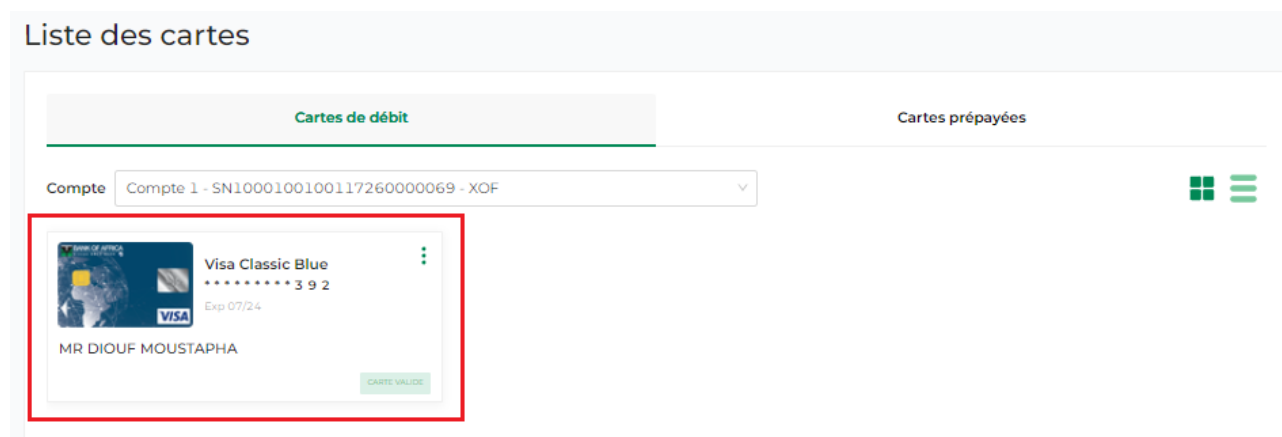 Liste des cartes
Cartes de débit
Cartes prépayées
Compte
Compte 1 - SN1000100100117260000069 - XOF
BANK OF AFRICA
Visa Classic Blue
*********392
Exp 07/24
VISA
MR DIOUF MOUSTAPHA
CARTE VALIDE